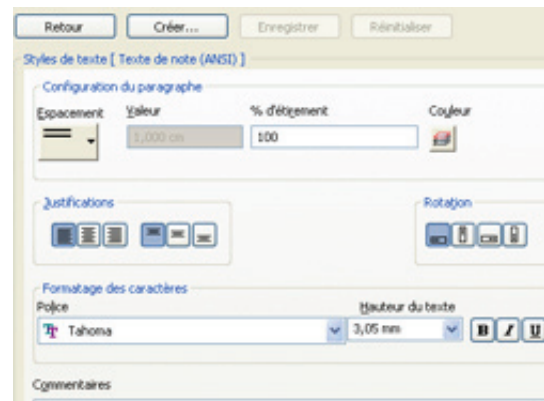 Retour Créer... Enregistrer Réinitialiser
Styles de texte [ Texte de note (ANSI) ]
Configuration du paragraphe
Espacement Valeur % d'étirement Couleur
1,000 cm 100
Justifications Rotation
Formatage des caractères
Police Hauteur du texte
Tahoma 3,05 mm B I U
Commentaires